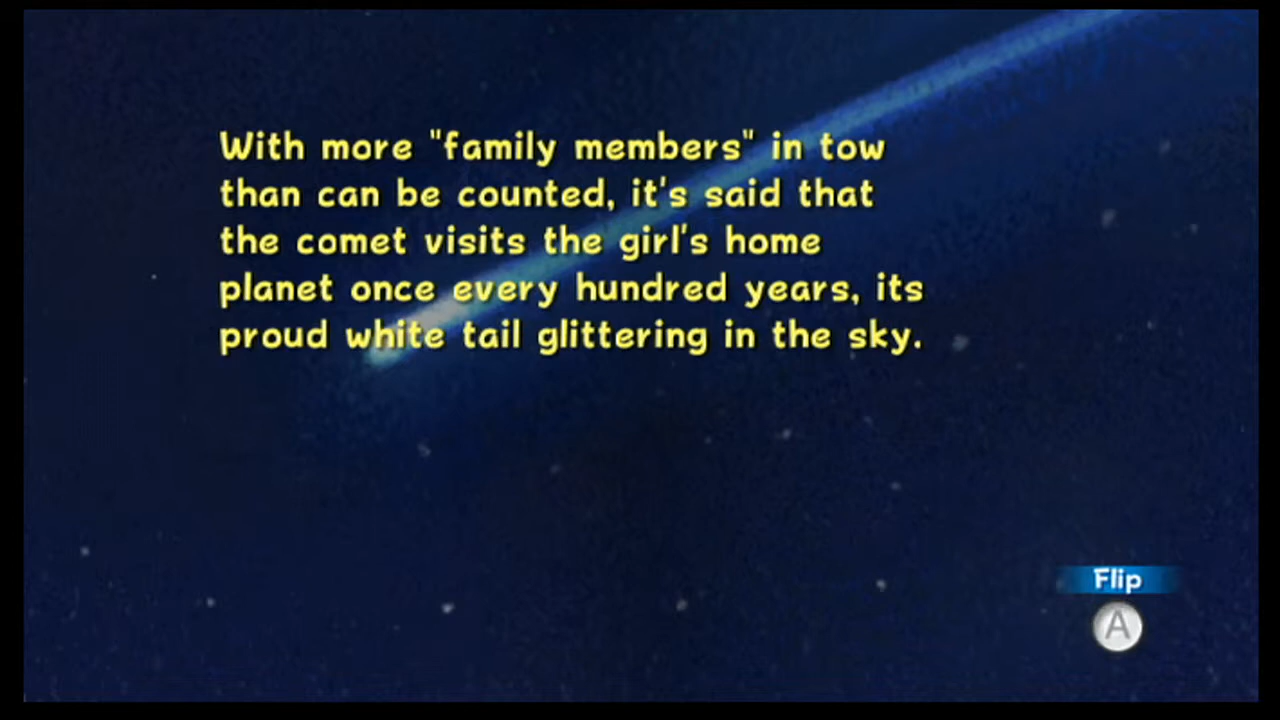 With more "family members" in tow
than can be counted, it's said that
the comet visits the girl's home
planet once every hundred years, its
proud white tail glittering in the sky.
Flip
A